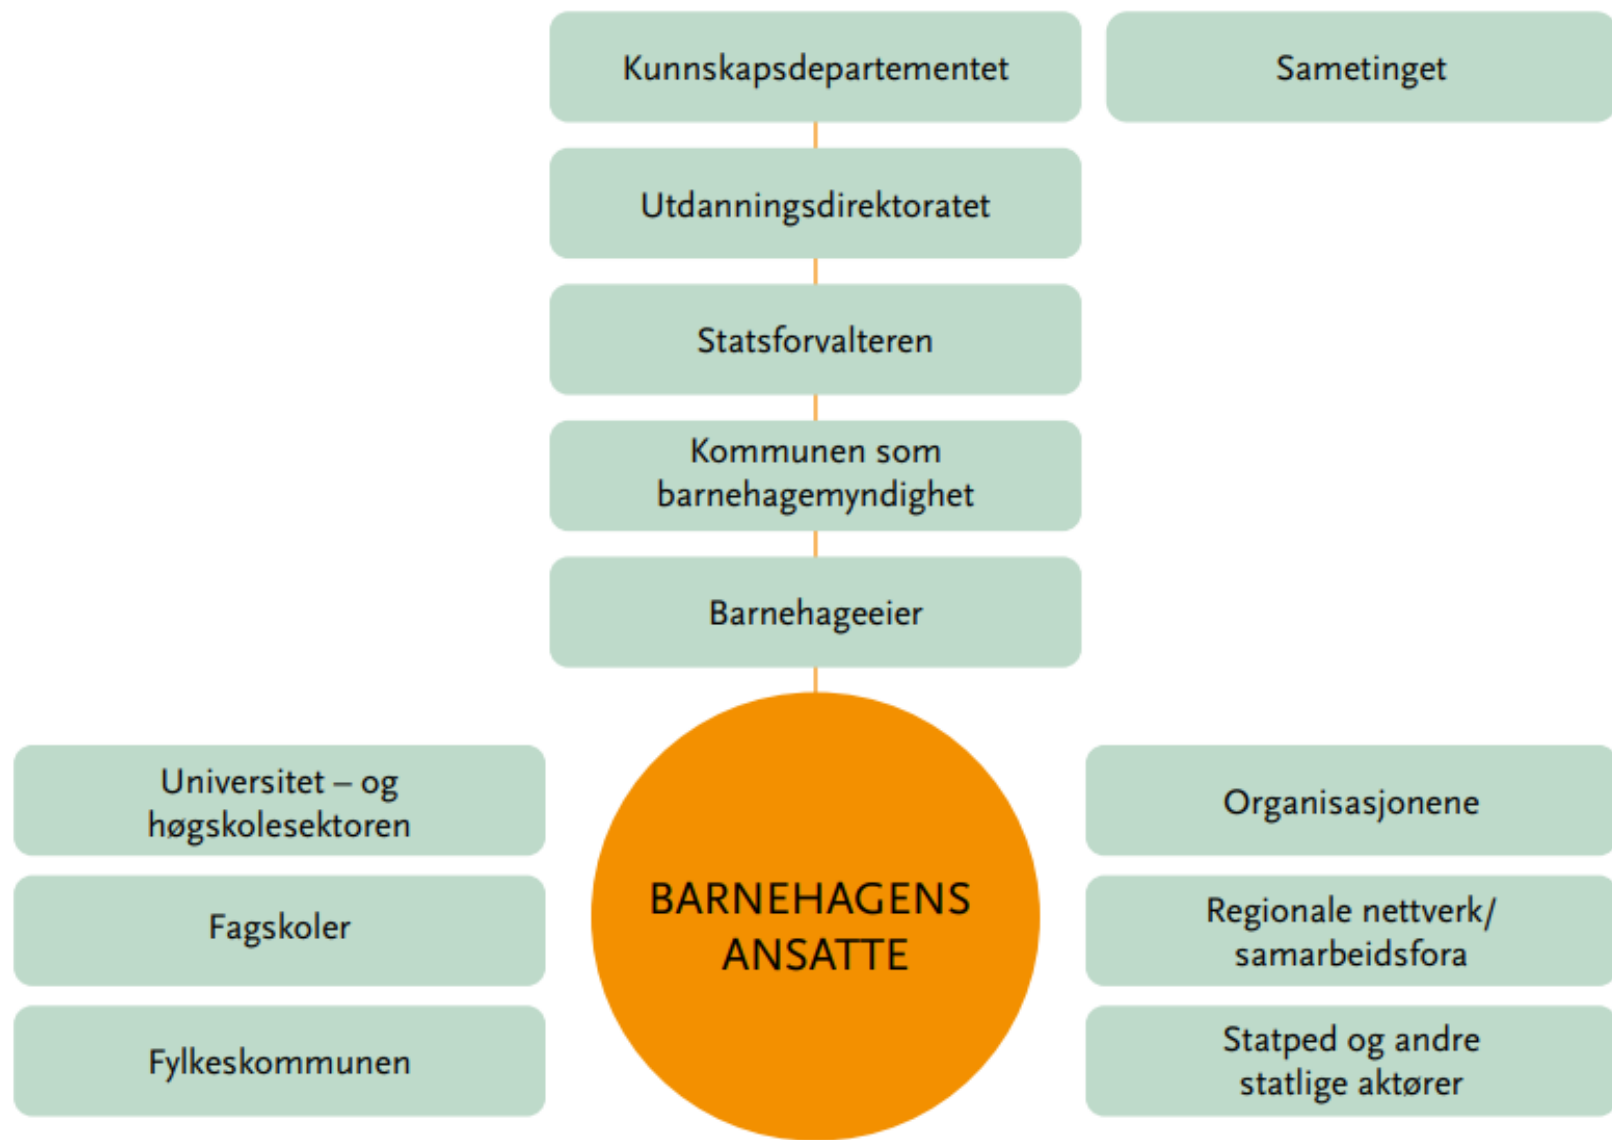 Kunnskapsdepartementet
Sametinget
Utdanningsdirektoratet
Statsforvalteren
Kommunen som
barnehagemyndighet
Barnehageeier
Universitet – og
høgskolesektoren
Fagskoler
Fylkeskommunen
BARNEHAGENS
ANSATTE
Organisasjonene
Regionale nettverk/
samarbeidsfora
Statped og andre
statlige aktører